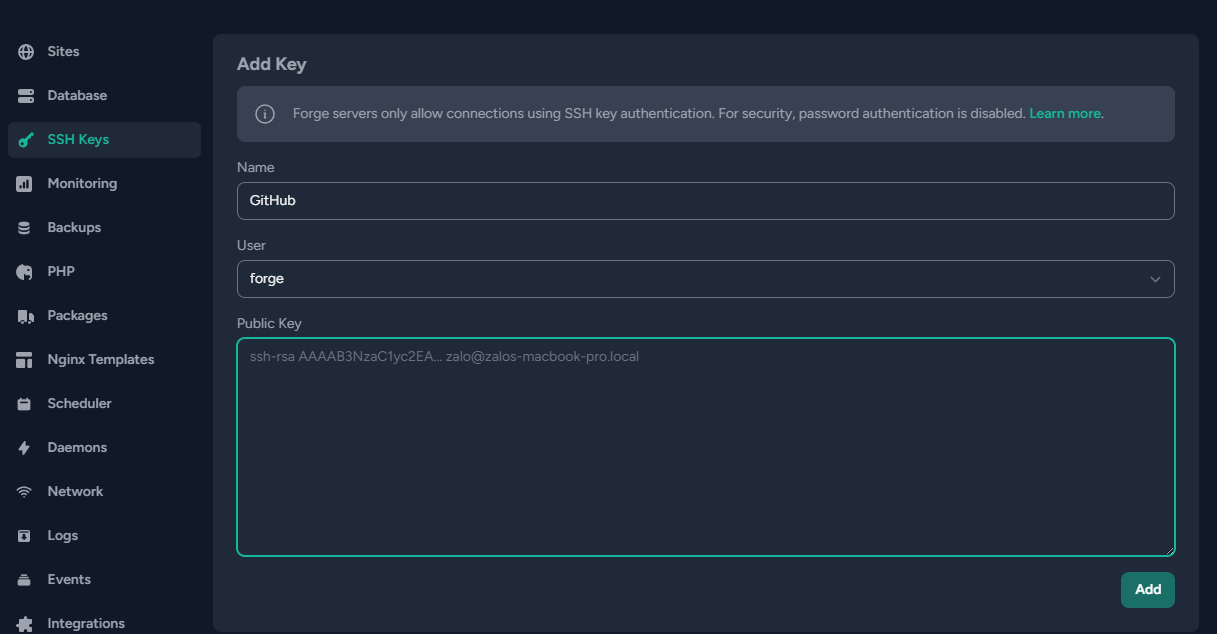 Sites
Database
SSH Keys
Monitoring
Backups
PHP
Packages
Nginx Templates
Scheduler
Daemons
Network
Logs
Events
Integrations
Add Key
Forge servers only allow connections using SSH key authentication. For security, password authentication is disabled. Learn more.
Name
GitHub
User
forge
Public Key
ssh-rsa AAAAB3NzaC1yc2EA... zalo@zalos-macbook-pro.local
Add